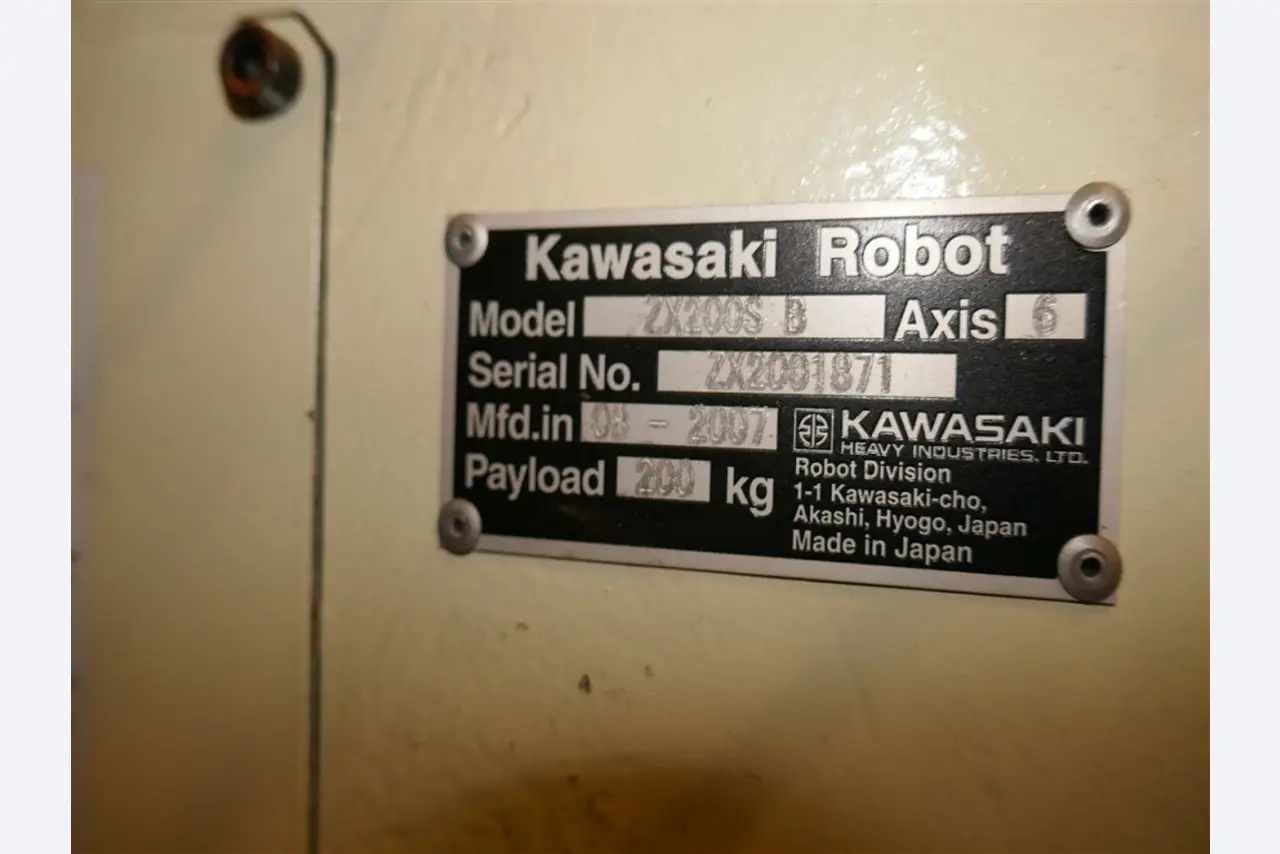 Kawasaki Robot
Model ZX200S B Axis 6
Serial No. ZX2001871
Mfd.in 2007
Payload 200 kg
KAWASAKI
HEAVY INDUSTRIES, LTD.
Robot Division
1-1 Kawasaki-cho,
Akashi, Hyogo, Japan
Made in Japan